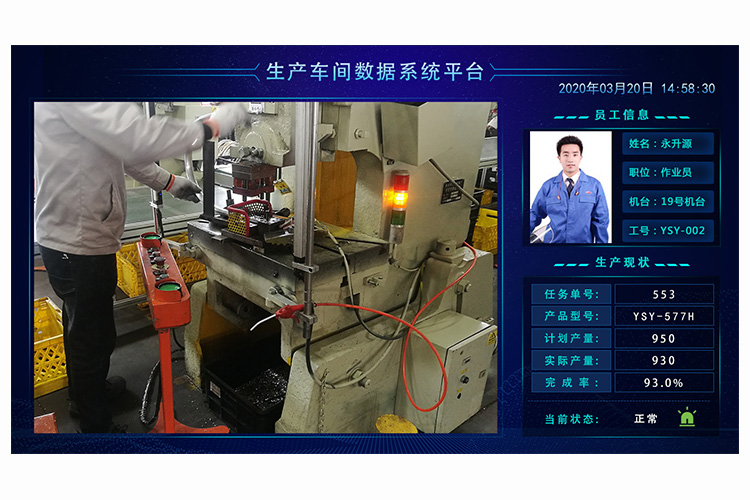 生产车间数据系统平台
2020年03月20日 14:58:30
员工信息
姓名：永升源
职位：作业员
机台：19号机台
工号：YSY-002
生产现状
任务单号： 553
产品型号： YSY-577H
计划产量： 950
实际产量： 930
完成率： 93.0%
当前状态： 正常